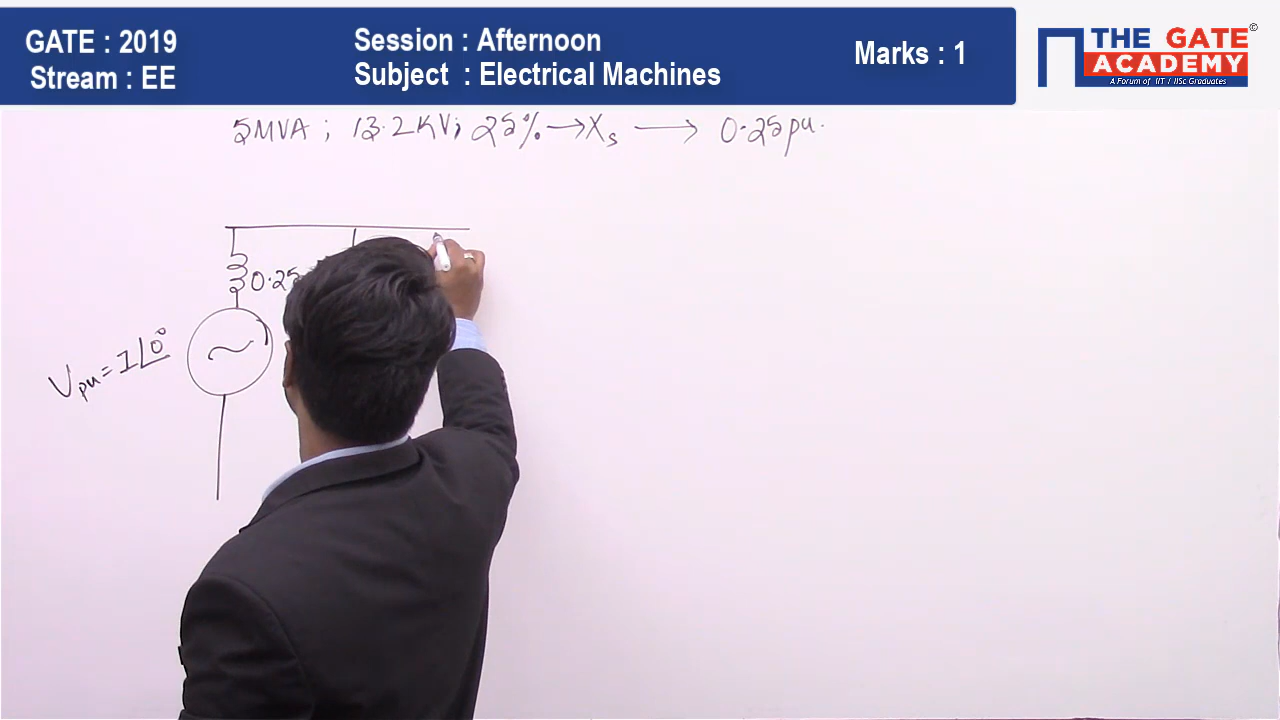 GATE : 2019
Stream : EE
Session : Afternoon
Subject : Electrical Machines
Marks : 1
THE GATE ACADEMY ©
A Forum of IIT / IISc Graduates
5MVA ; 13.2KV; 25% → Xs → 0.25pu.
0.25
Vpu = 1∠0°